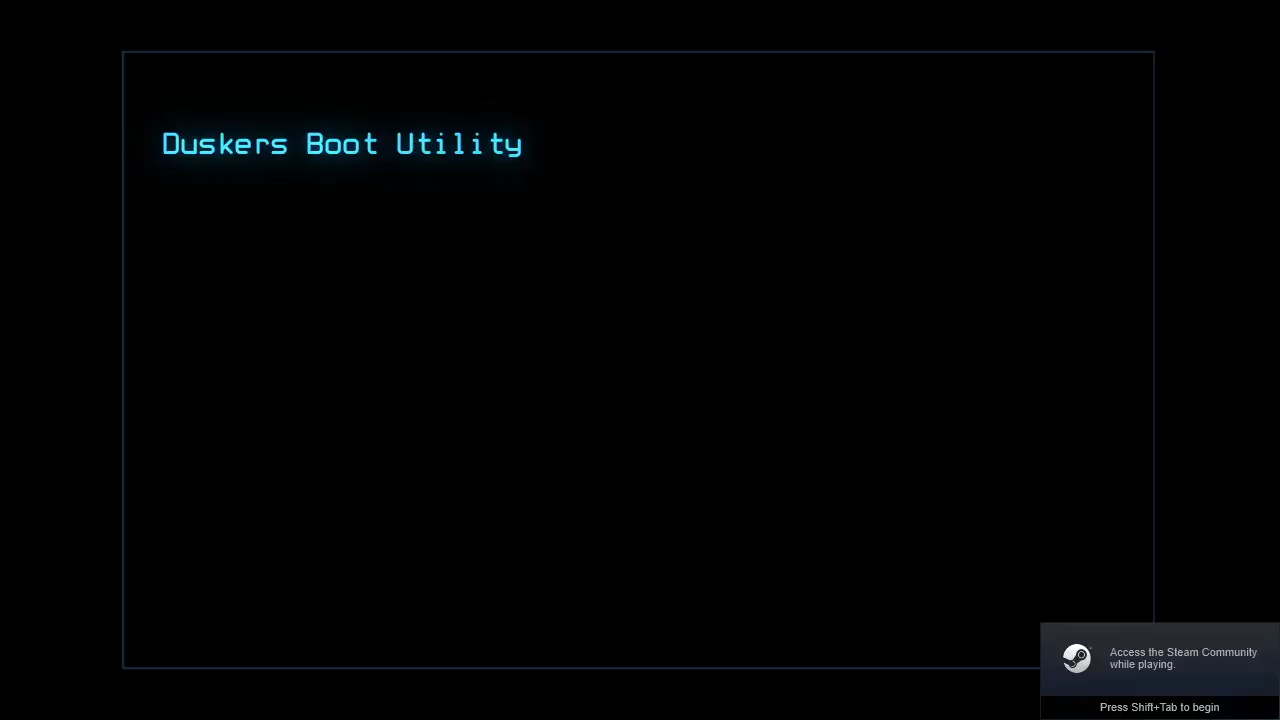 Duskers Boot Utility
Access the Steam Community
while playing.
Press Shift+Tab to begin